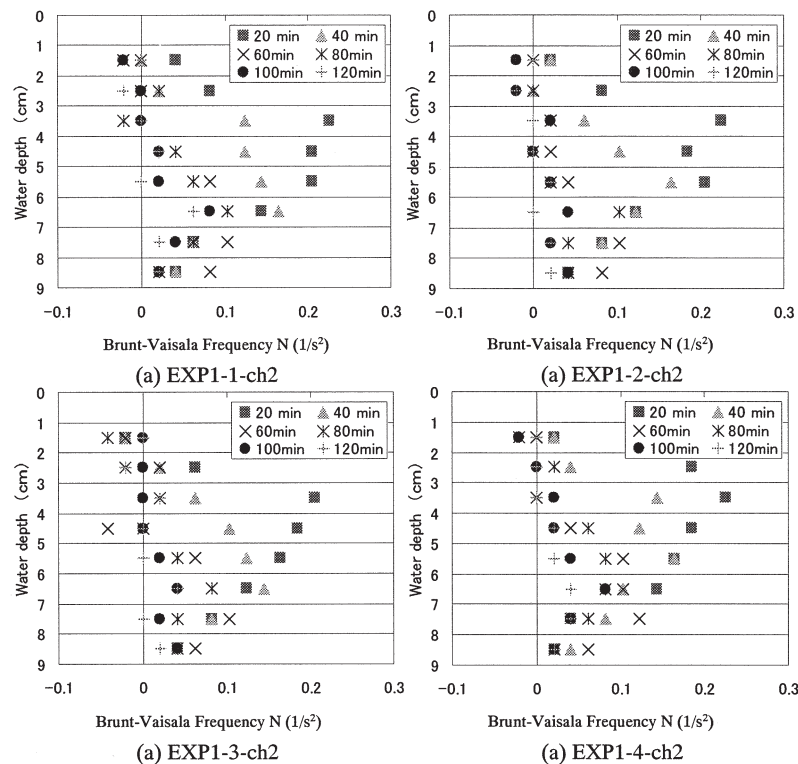 0
1
2
3
4
5
6
7
8
9
Water depth (cm)
20 min 40 min
60min 80min
100min 120min
-0.1 0 0.1 0.2 0.3
Brunt-Vaisala Frequency N (1/s²)
(a) EXP1-1-ch2
0
1
2
3
4
5
6
7
8
9
Water depth (cm)
20 min 40 min
60min 80min
100min 120min
-0.1 0 0.1 0.2 0.3
Brunt-Vaisala Frequency N (1/s²)
(a) EXP1-2-ch2
0
1
2
3
4
5
6
7
8
9
Water depth (cm)
20 min 40 min
60min 80min
100min 120min
-0.1 0 0.1 0.2 0.3
Brunt-Vaisala Frequency N (1/s²)
(a) EXP1-3-ch2
0
1
2
3
4
5
6
7
8
9
Water depth (cm)
20 min 40 min
60min 80min
100min 120min
-0.1 0 0.1 0.2 0.3
Brunt-Vaisala Frequency N (1/s²)
(a) EXP1-4-ch2